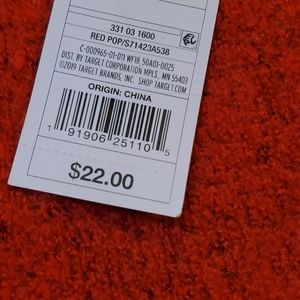 331 03 1600
RED POP/S71423A538
C-000965-01-011 WF18 50A01-0025
DIST. BY TARGET CORPORATION MPLS, MN 55403
©2019 TARGET BRANDS, INC. SHOP TARGET.COM
ORIGIN: CHINA
1 91906 25110 5
$22.00